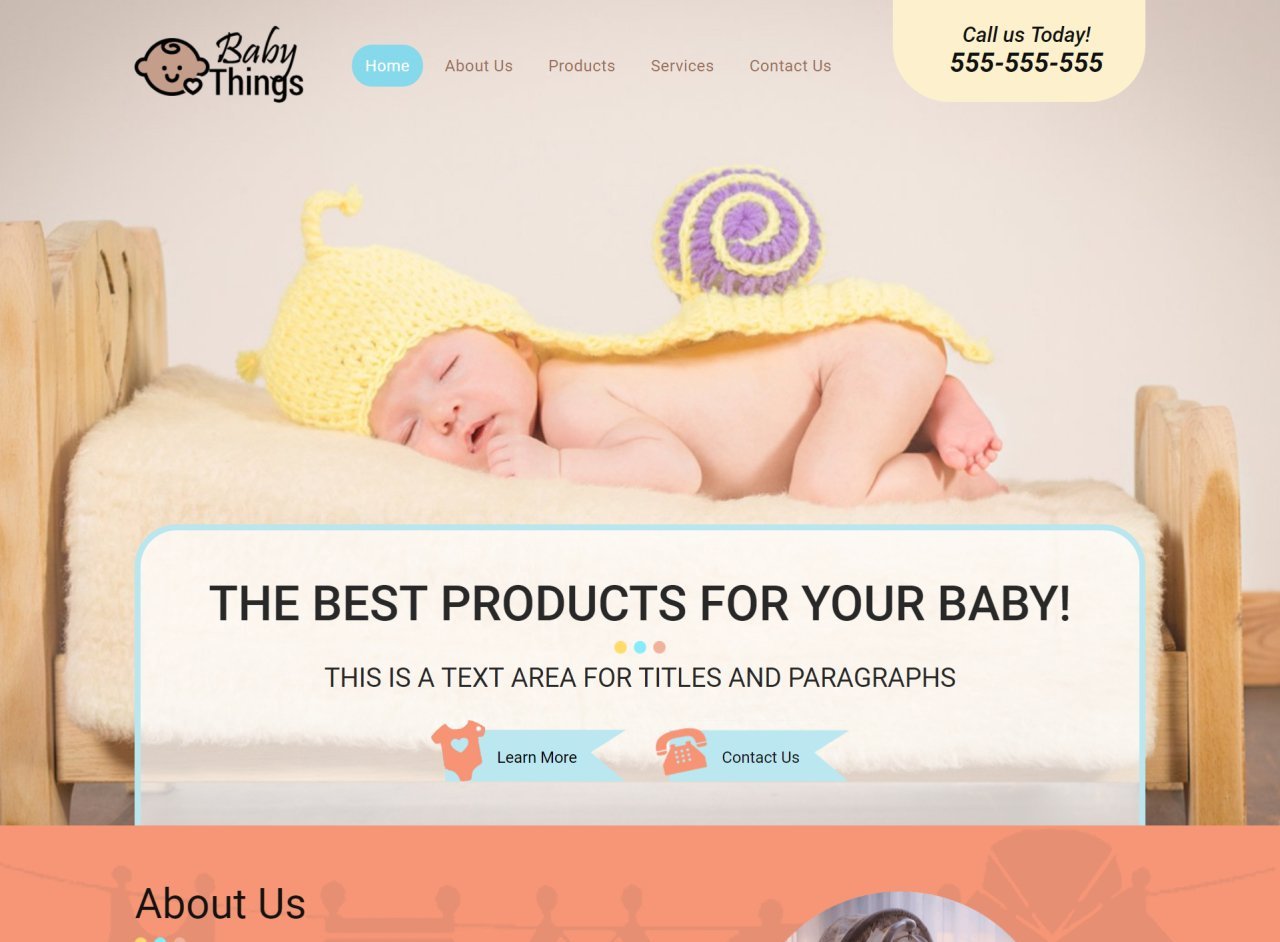 Baby
Things
Home
About Us
Products
Services
Contact Us
Call us Today!
555-555-555
THE BEST PRODUCTS FOR YOUR BABY!
THIS IS A TEXT AREA FOR TITLES AND PARAGRAPHS
Learn More
Contact Us
About Us